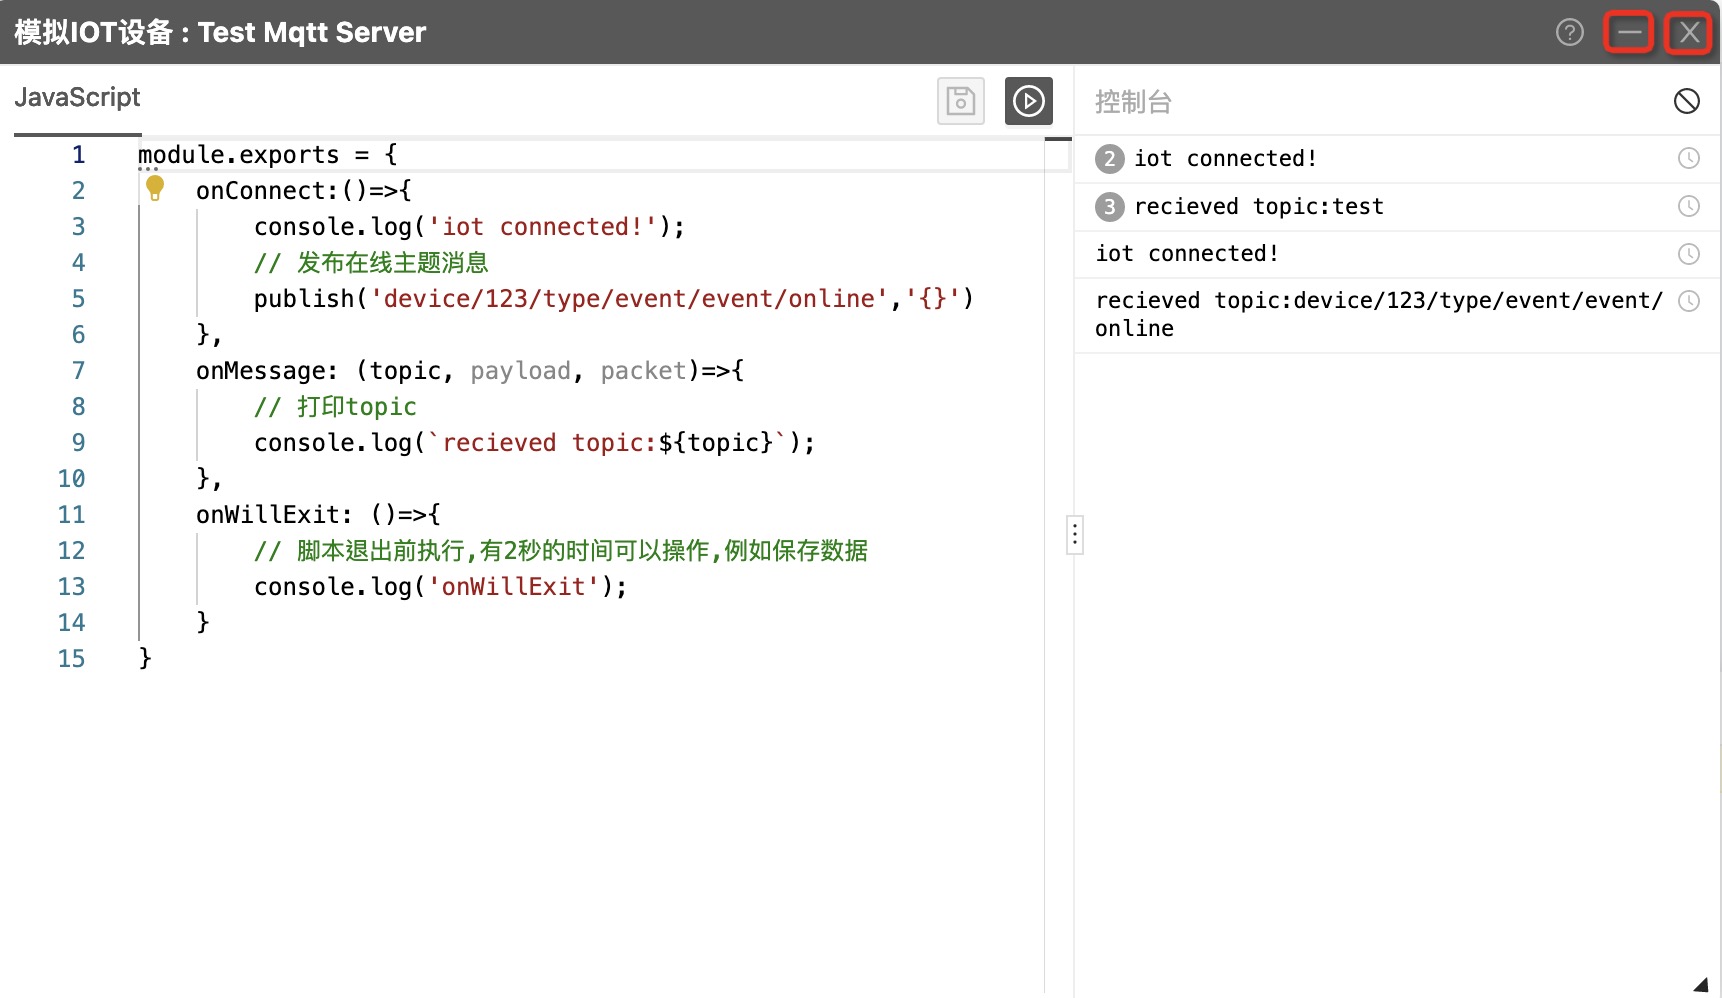 模拟IOT设备 : Test Mqtt Server
JavaScript
1 module.exports = {
2 onConnect:()=>{
3 console.log('iot connected!');
4 // 发布在线主题消息
5 publish('device/123/type/event/event/online','{}')
6 },
7 onMessage: (topic, payload, packet)=>{
8 // 打印topic
9 console.log(`recieved topic:${topic}`);
10 },
11 onWillExit: ()=>{
12 // 脚本退出前执行,有2秒的时间可以操作,例如保存数据
13 console.log('onWillExit');
14 }
15 }
控制台
2 iot connected!
3 recieved topic:test
iot connected!
recieved topic:device/123/type/event/event/
online